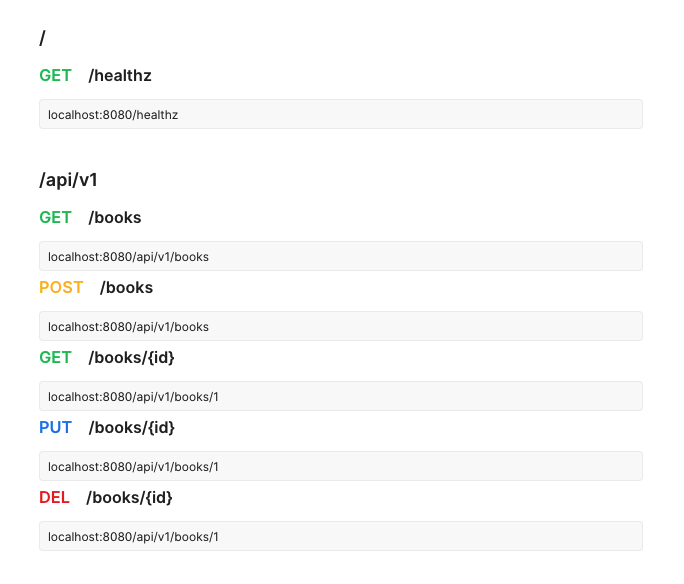 /
GET /healthz
localhost:8080/healthz
/api/v1
GET /books
localhost:8080/api/v1/books
POST /books
localhost:8080/api/v1/books
GET /books/{id}
localhost:8080/api/v1/books/1
PUT /books/{id}
localhost:8080/api/v1/books/1
DEL /books/{id}
localhost:8080/api/v1/books/1